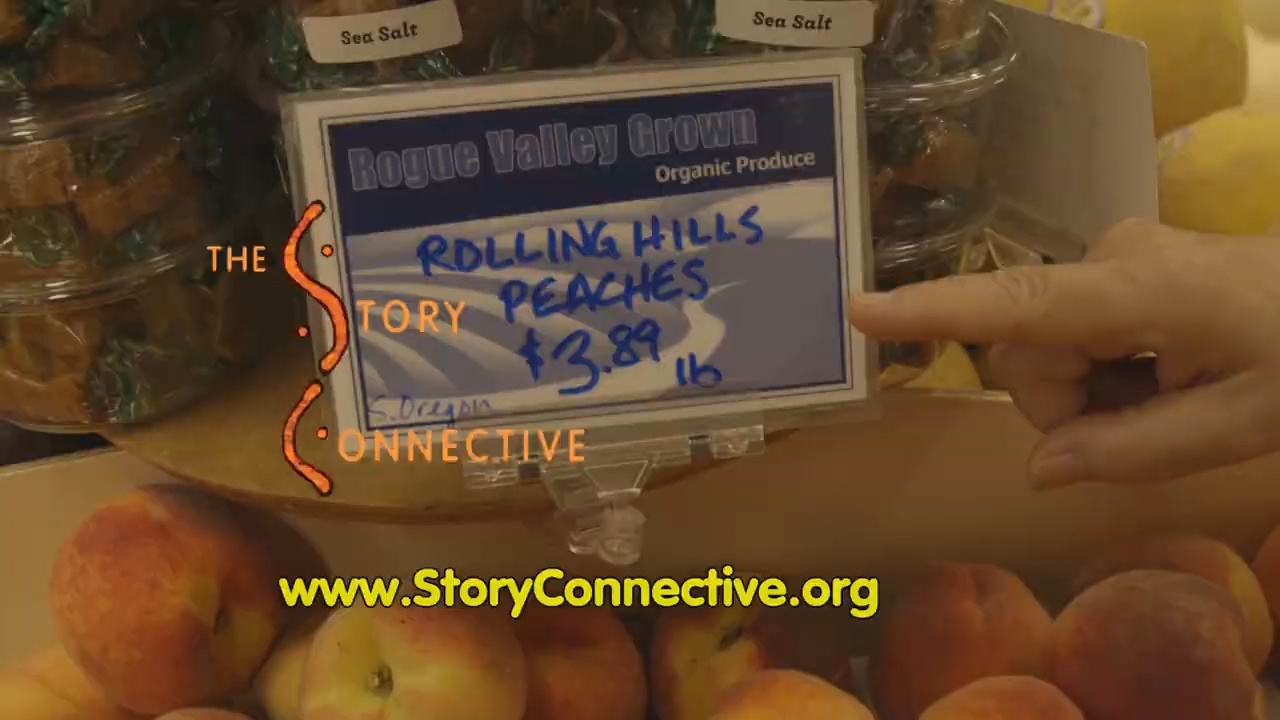 Sea Salt
Sea Salt
Rogue Valley Grown
Organic Produce
ROLLING HILLS
PEACHES
$3.89
lb
S. Oregon
THE
STORY
CONNECTIVE
www.StoryConnective.org